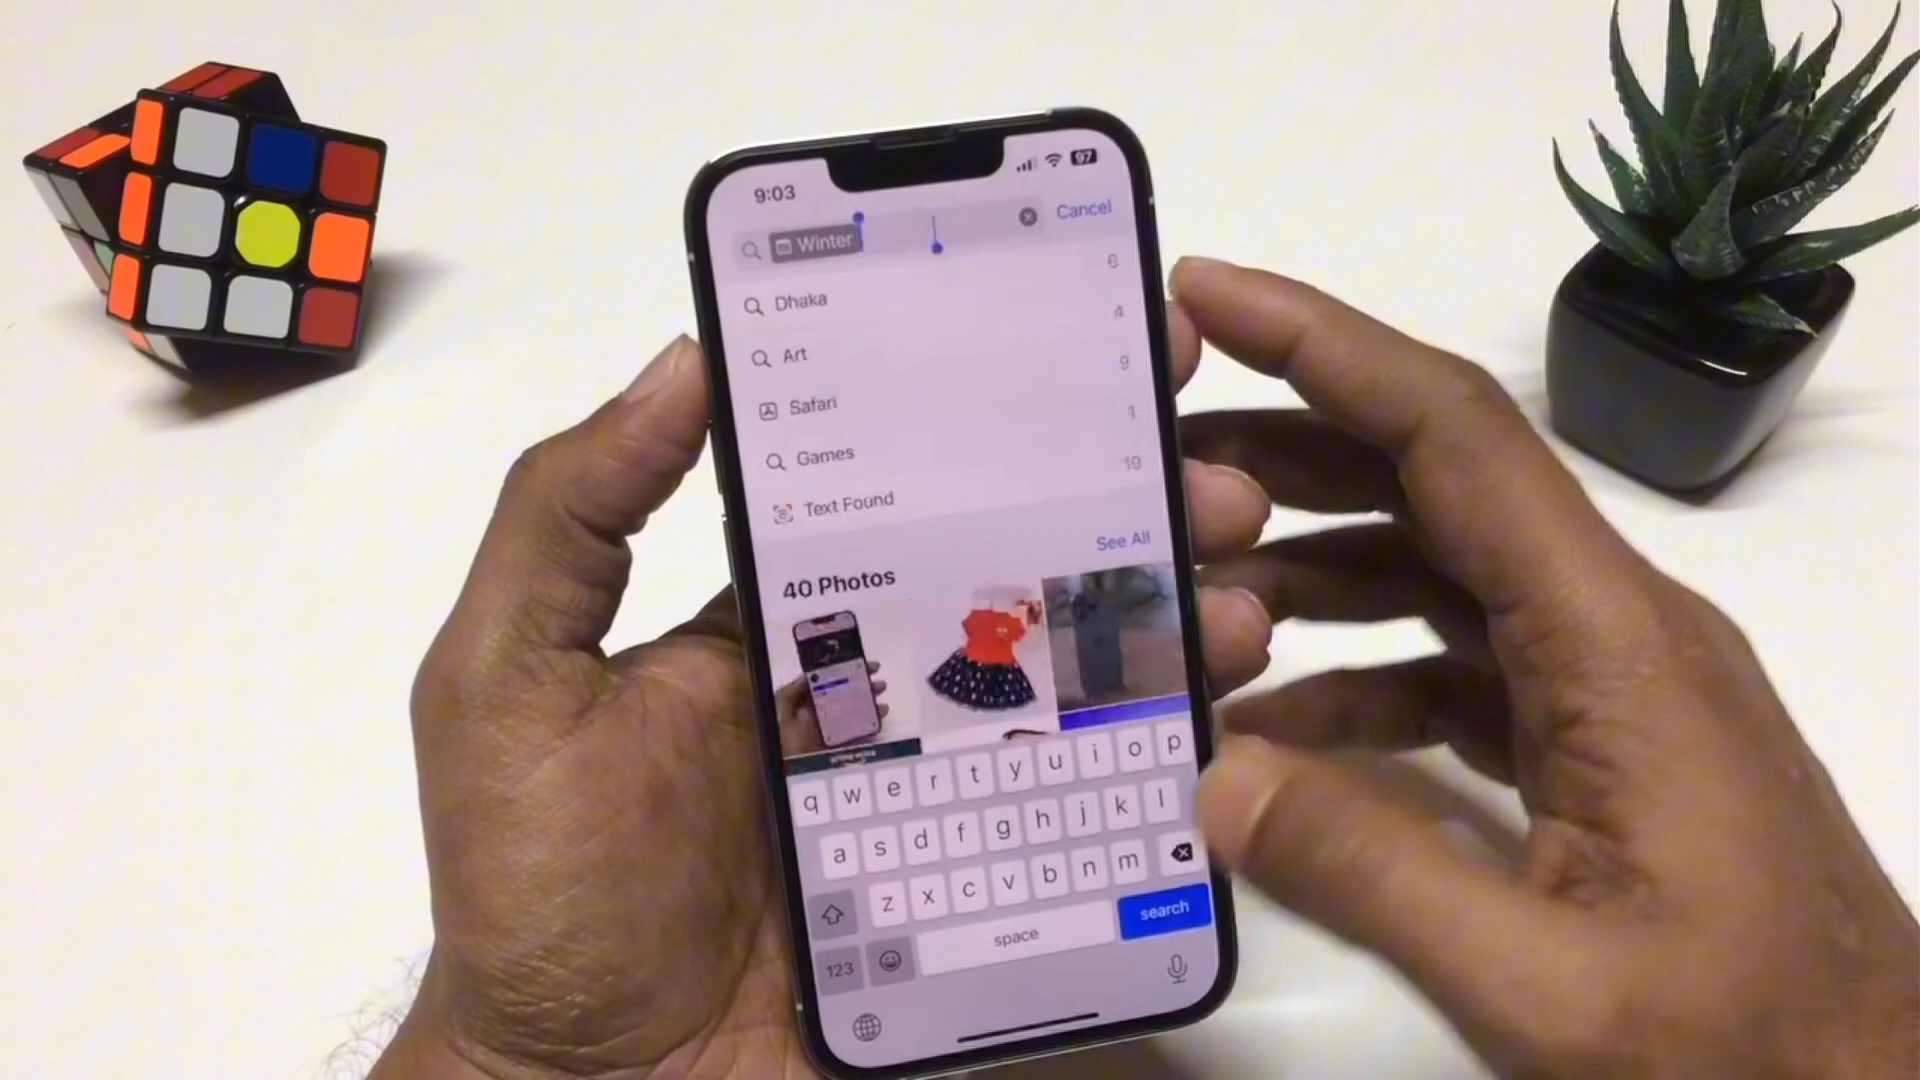 9:03 97
Winter Cancel
Dhaka 6
Art 4
Safari 9
Games 1
Text Found 19
See All
40 Photos
q w e r t y u i o p
a s d f g h j k l
z x c v b n m
123 space search